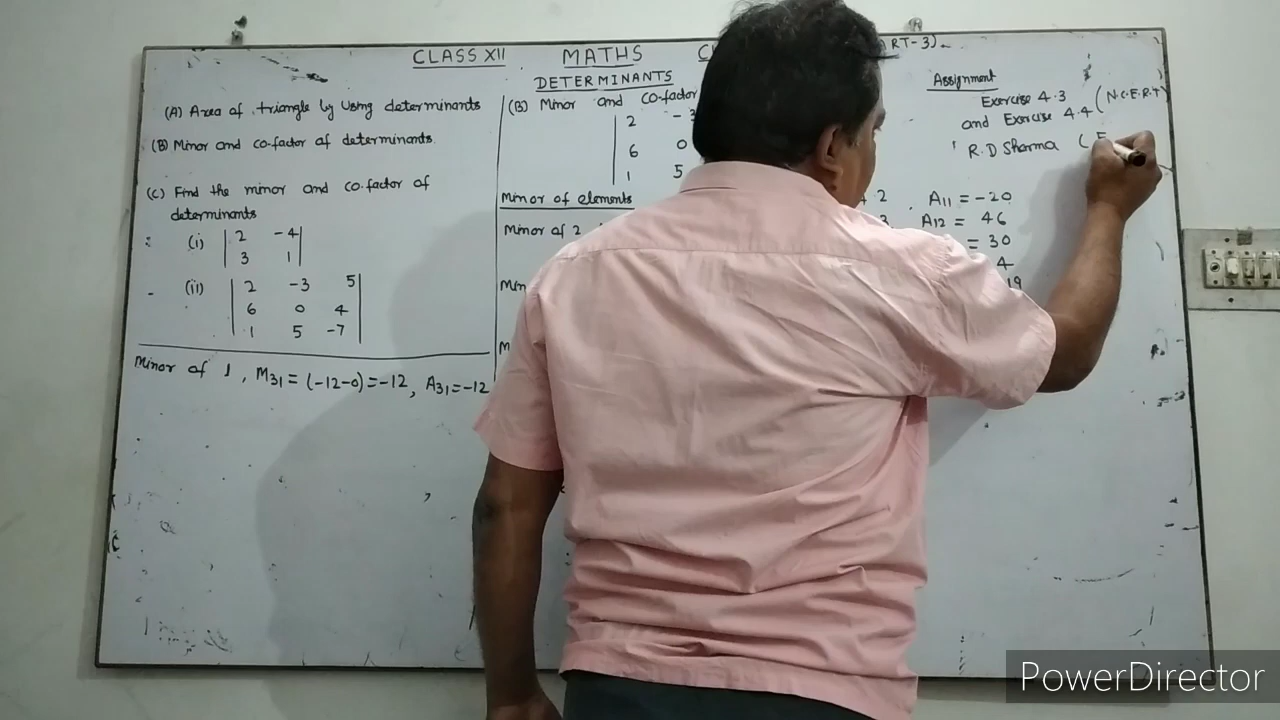 CLASS XII MATHS
RT-3).
DETERMINANTS
(A) Area of triangle by using determinants
(B) Minor and co-factor of determinants.
(C) Find the minor and co-factor of
determinants
(i) | 2 -4 |
| 3 1 |
(ii) | 2 -3 5 |
| 6 0 4 |
| 1 5 -7 |
Minor of 1, M31 = (-12-0) = -12, A31 = -12
(B) Minor and co-factor
| 2
| 6 0
| 1 5
Minor of elements
Minor of 2
Min
M
2 . A11 = -20
A12 = 46
= 30
4
19
Assignment
Exercise 4.3
and Exercise 4.4 (N.C.E.R.T)
R.D Sharma (
PowerDirector